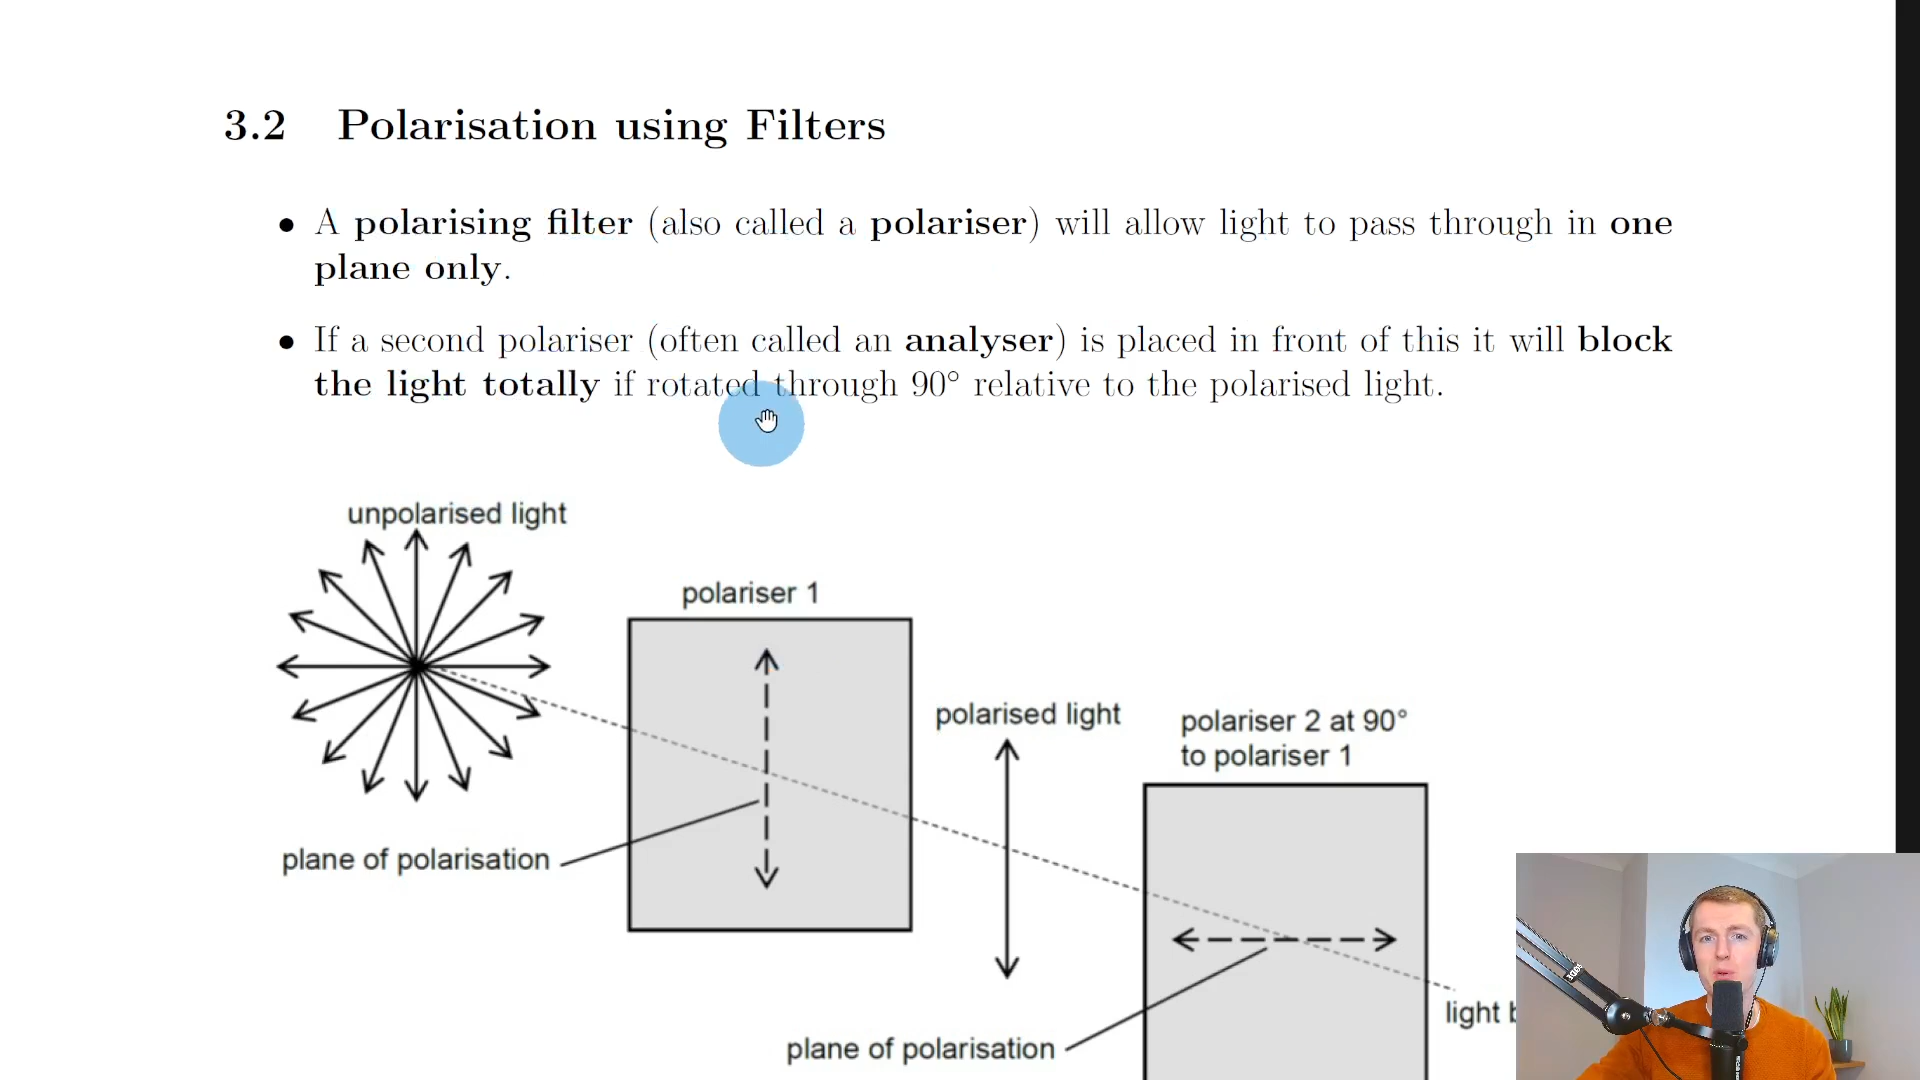 3.2 Polarisation using Filters
• A polarising filter (also called a polariser) will allow light to pass through in one
plane only.
• If a second polariser (often called an analyser) is placed in front of this it will block
the light totally if rotated through 90° relative to the polarised light.
unpolarised light
polariser 1
polarised light
polariser 2 at 90°
to polariser 1
plane of polarisation
light
plane of polarisation